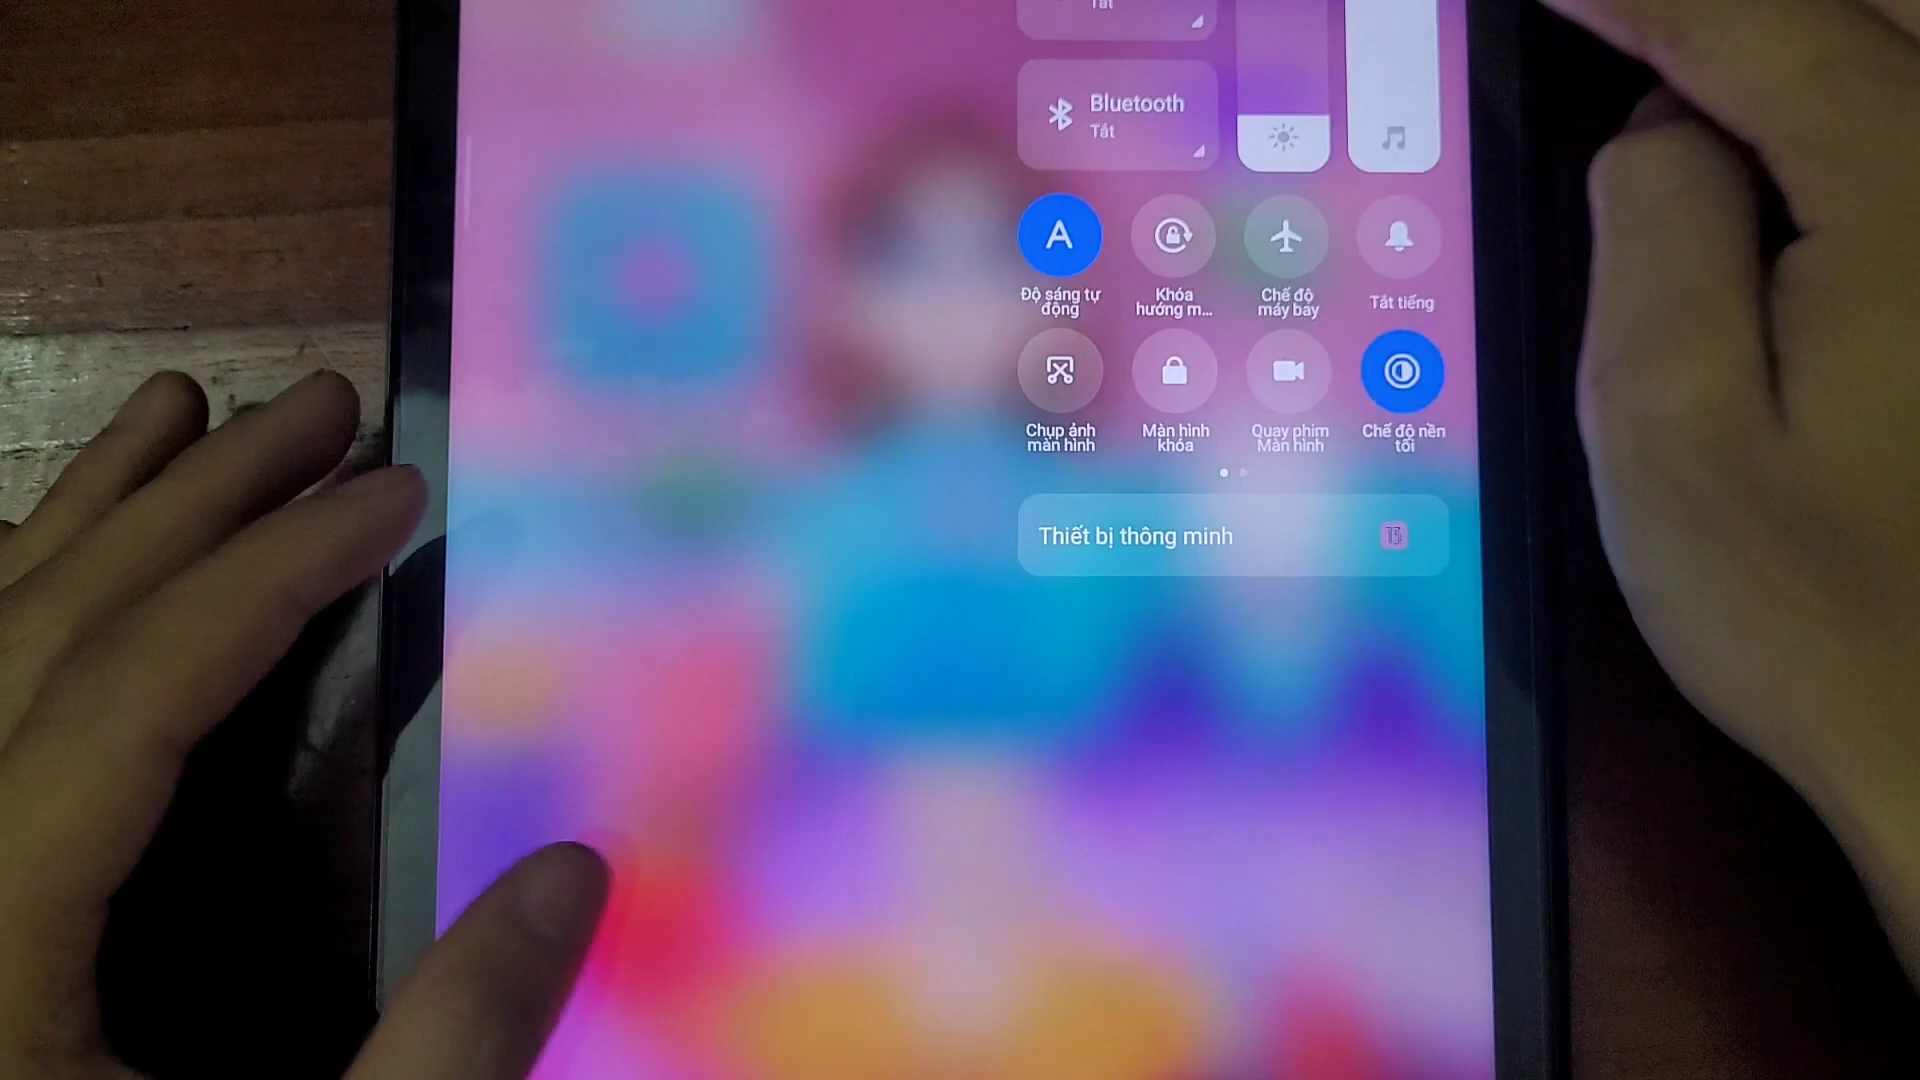 Tắt
Bluetooth
Tắt
A
Độ sáng tự
động
Khóa
hướng m...
Chế độ
máy bay
Tắt tiếng
Chụp ảnh
màn hình
Màn hình
khóa
Quay phim
Màn hình
Chế độ nền
tối
Thiết bị thông minh